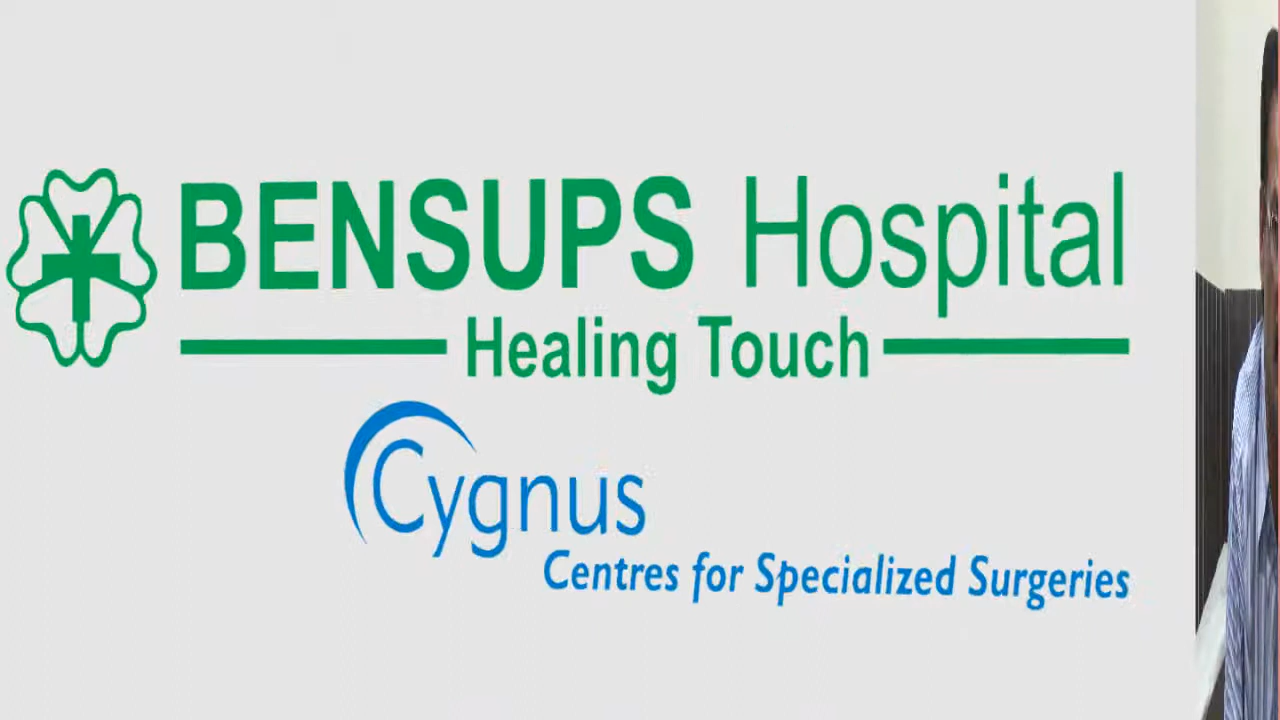 BENSUPS Hospital
Healing Touch
Cygnus
Centres for Specialized Surgeries